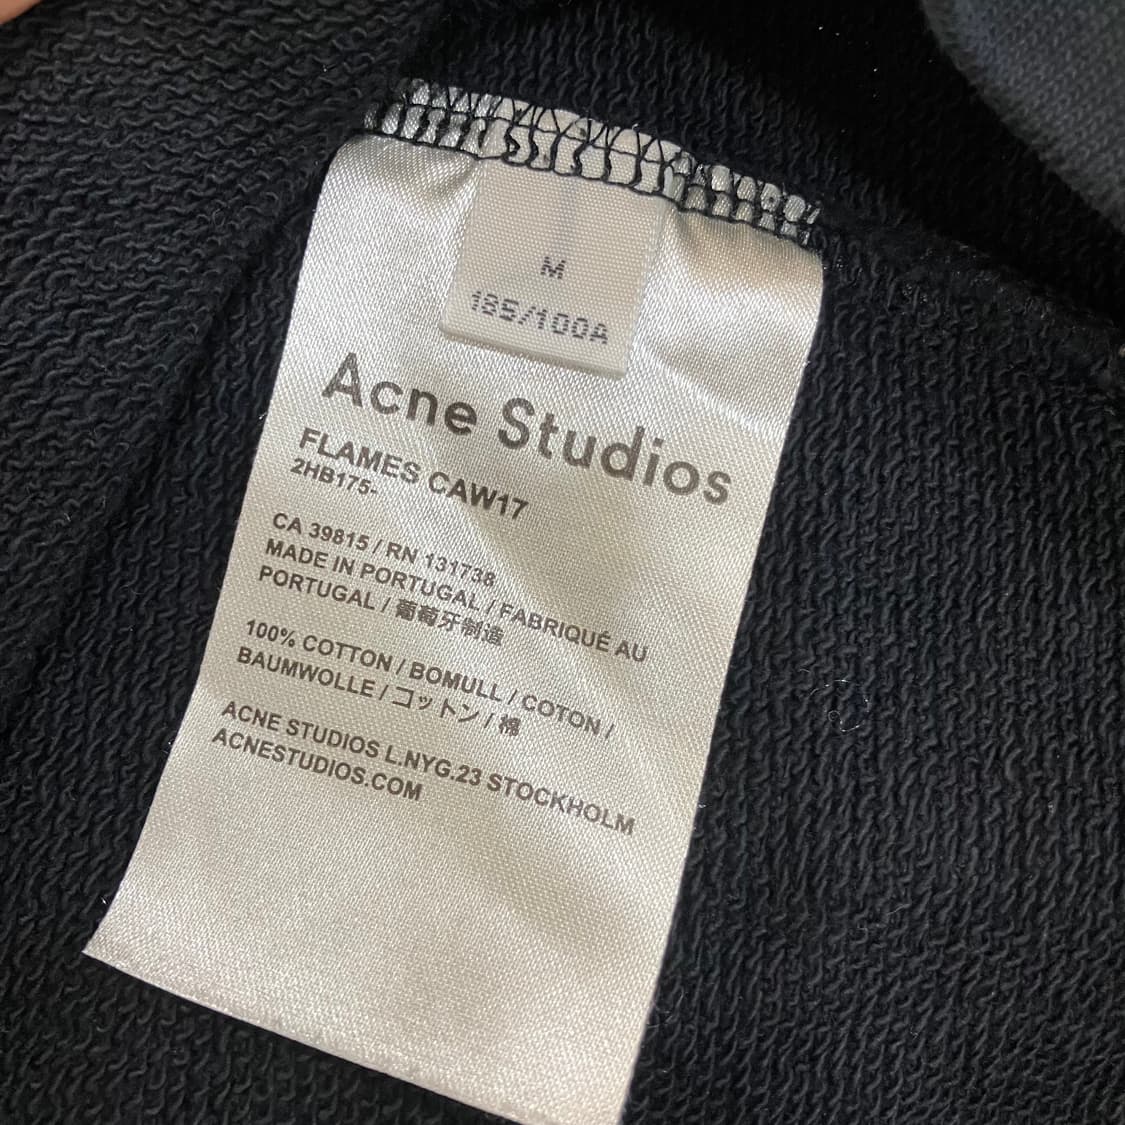 M
185/100A
Acne Studios
FLAMES CAW17
2HB175-
CA 39815 / RN 131738
MADE IN PORTUGAL / FABRIQUÉ AU
PORTUGAL / 葡萄牙制造
100% COTTON / BOMULL / COTON /
BAUMWOLLE / コットン / 棉
ACNE STUDIOS L.NYG.23 STOCKHOLM
ACNESTUDIOS.COM